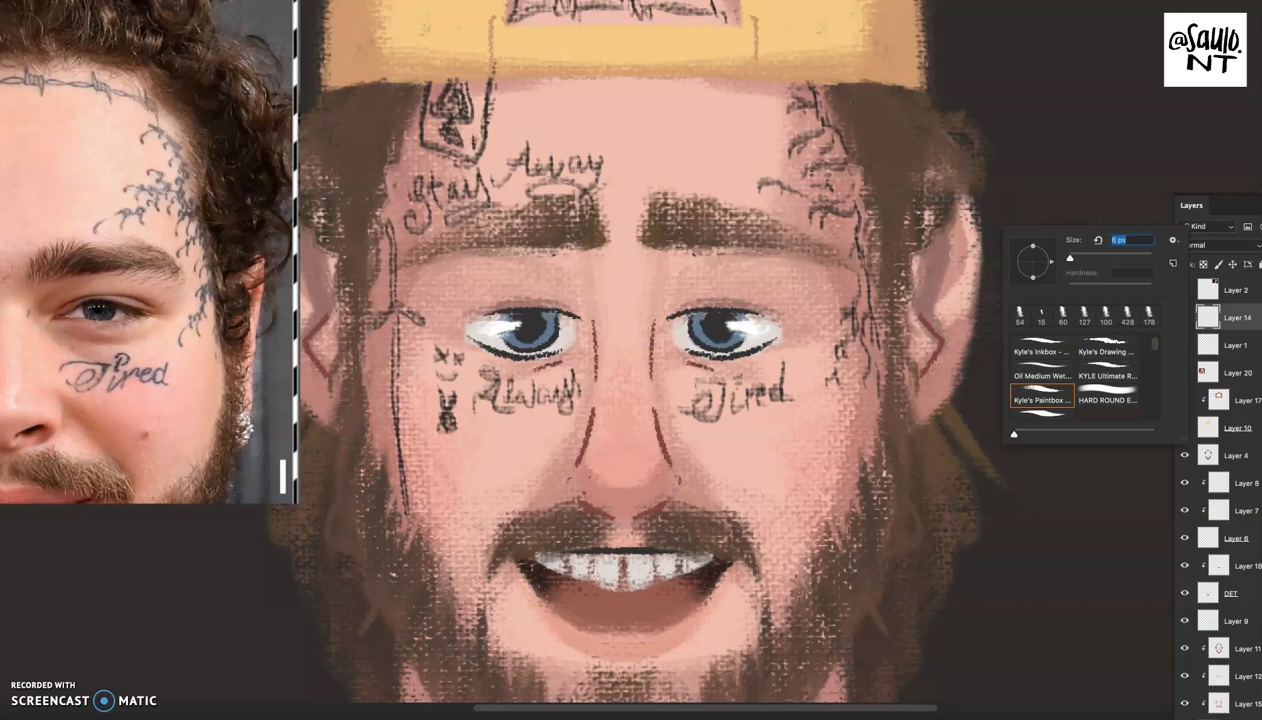 @SAULO.
NT
Stay
Away
Always
Tired
Tired
Layers
Kind
Size:
6 px
Hardness:
54 15 60 127 100 428 178
Kyle's Inkbox - ...
Kyle's Drawing ...
Oil Medium Wet...
KYLE Ultimate R...
Kyle's Paintbox ...
HARD ROUND E...
Layer 2
Layer 14
Layer 1
Layer 20
Layer 17
Layer 10
Layer 4
Layer 8
Layer 7
Layer 6
Layer 18
DET
Layer 9
Layer 11
Layer 12
Layer 15
RECORDED WITH
SCREENCAST MATIC